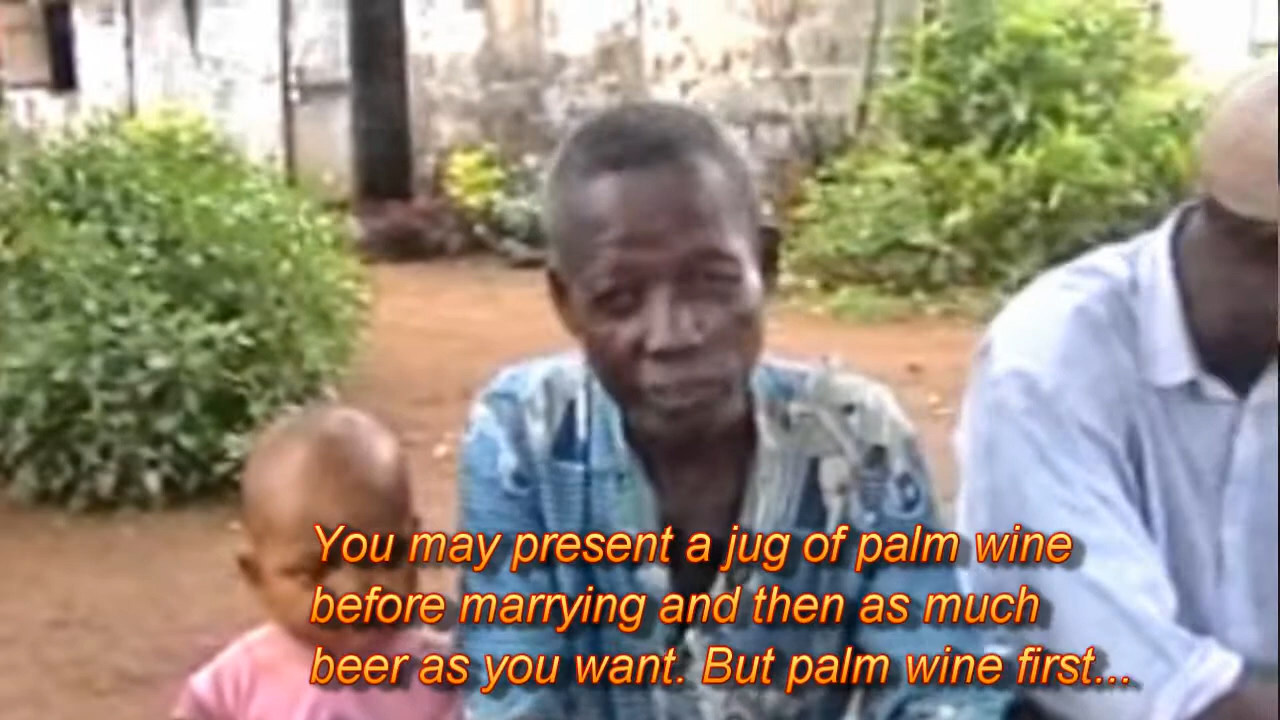 You may present a jug of palm wine
before marrying and then as much
beer as you want. But palm wine first...